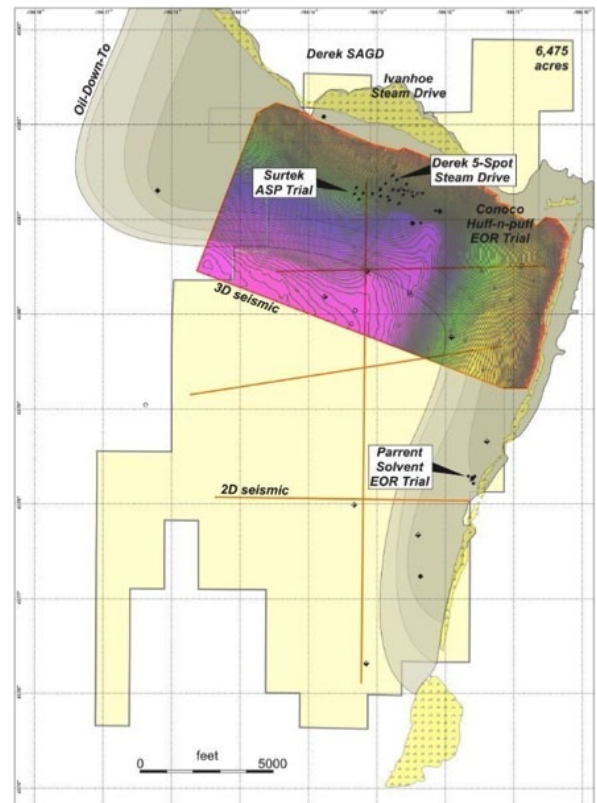 Derek SAGD
6,475
acres
Oil-Down-To
Ivanhoe
Steam Drive
Derek 5-Spot
Steam Drive
Surtek
ASP Trial
Conoco
Huff-n-puff
EOR Trial
3D seismic
Parrent
Solvent
EOR Trial
2D seismic
feet
0
5000